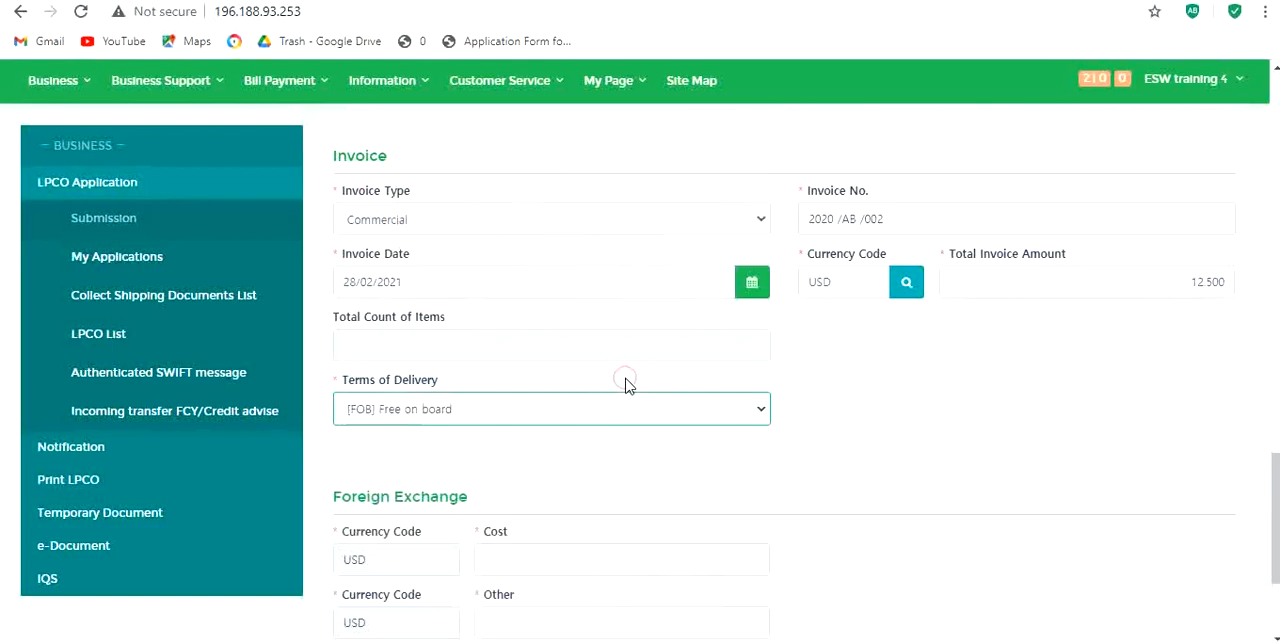 Not secure 196.188.93.253
Gmail YouTube Maps Trash - Google Drive 0 Application Form fo...
Business Business Support Bill Payment Information Customer Service My Page Site Map 210 0 ESW training 4
— BUSINESS —
LPCO Application
Submission
My Applications
Collect Shipping Documents List
LPCO List
Authenticated SWIFT message
Incoming transfer FCY/Credit advise
Notification
Print LPCO
Temporary Document
e-Document
IQS
Invoice
* Invoice Type * Invoice No.
Commercial 2020 /AB /002
* Invoice Date * Currency Code * Total Invoice Amount
28/02/2021 USD 12.500
Total Count of Items
* Terms of Delivery
[FOB] Free on board
Foreign Exchange
* Currency Code * Cost
USD
* Currency Code * Other
USD